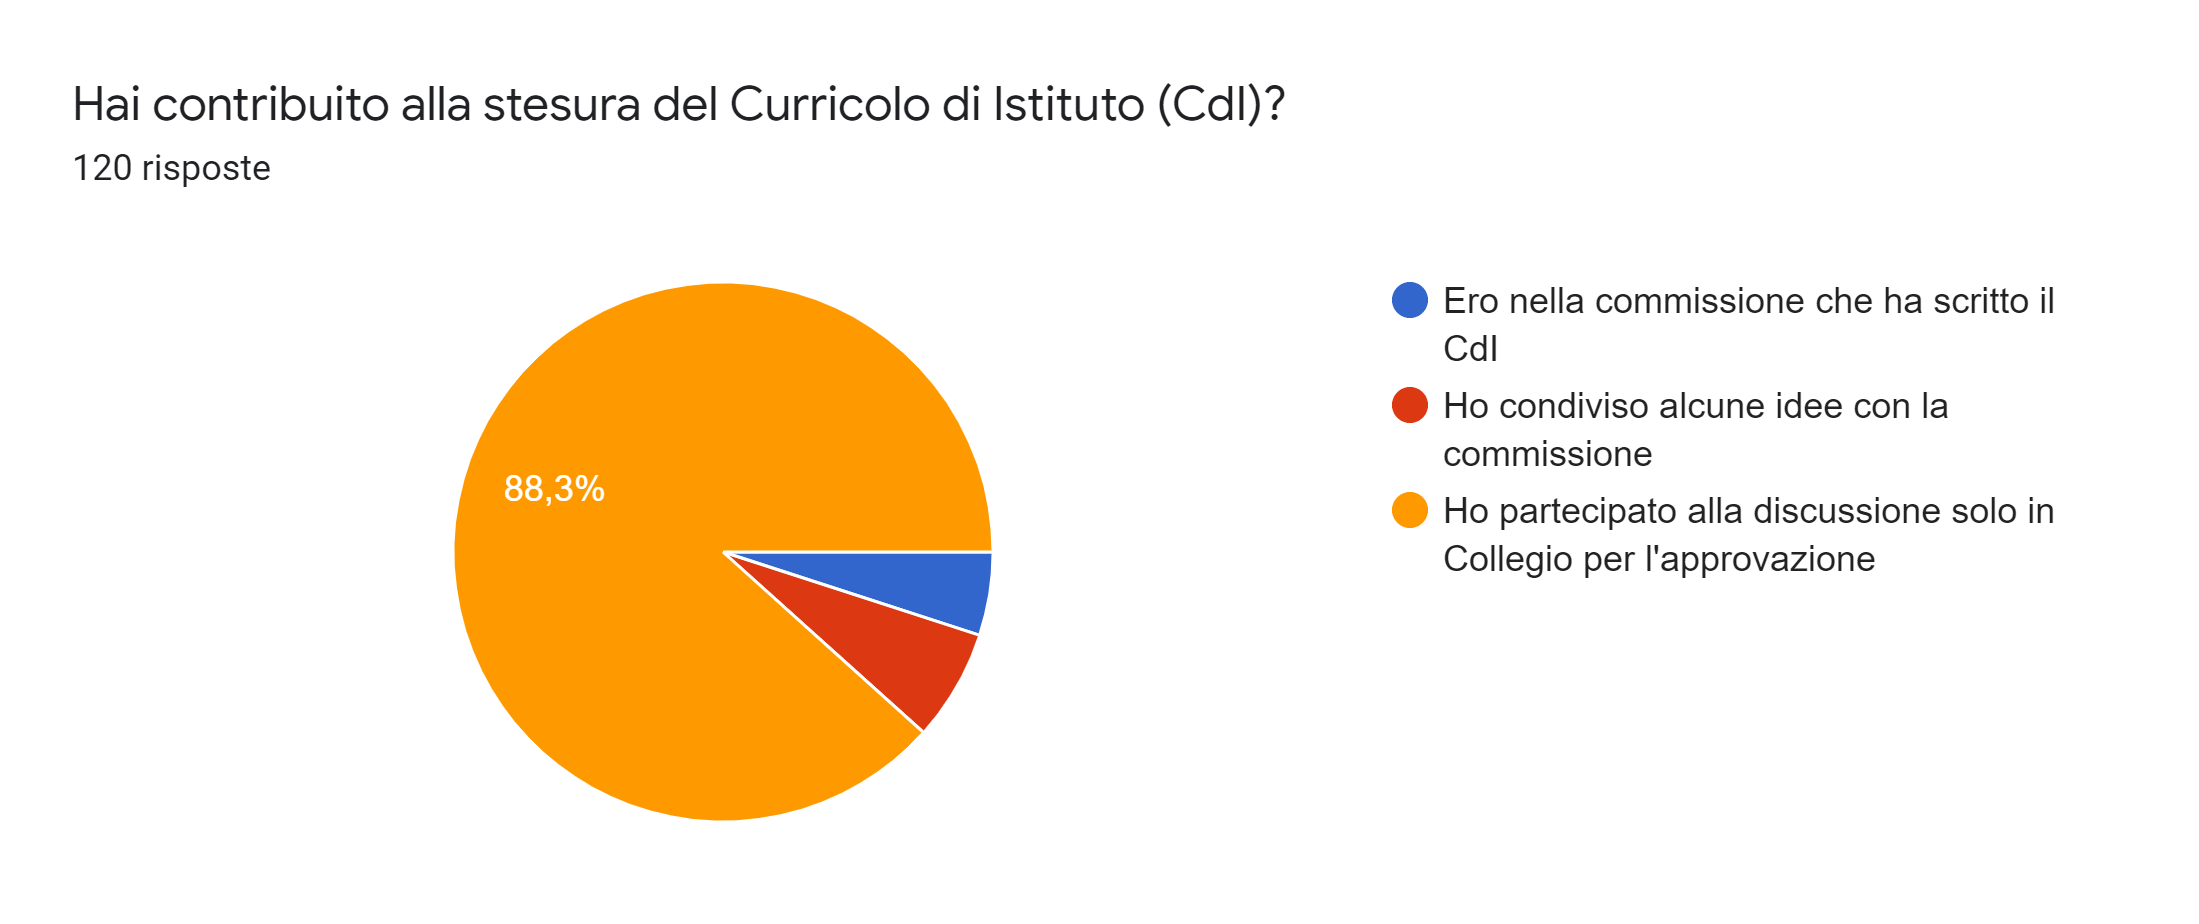 Hai contribuito alla stesura del Curricolo di Istituto (CdI)?
120 risposte
88,3%
Ero nella commissione che ha scritto il
CdI
Ho condiviso alcune idee con la
commissione
Ho partecipato alla discussione solo in
Collegio per l'approvazione